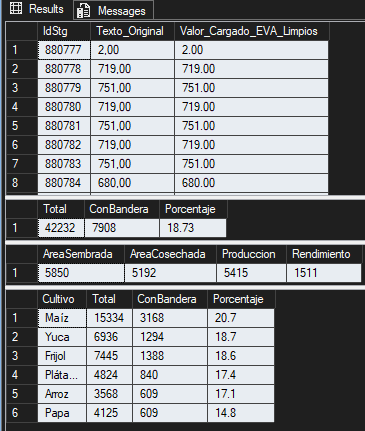 Results Messages
IdStg Texto_Original Valor_Cargado_EVA_Limpios
1 880777 2,00 2.00
2 880778 719,00 719.00
3 880779 751,00 751.00
4 880780 719,00 719.00
5 880781 751,00 751.00
6 880782 719,00 719.00
7 880783 751,00 751.00
8 880784 680,00 680.00
Total ConBandera Porcentaje
1 42232 7908 18.73
AreaSembrada AreaCosechada Produccion Rendimiento
1 5850 5192 5415 1511
Cultivo Total ConBandera Porcentaje
1 Maíz 15334 3168 20.7
2 Yuca 6936 1294 18.7
3 Frijol 7445 1388 18.6
4 Pláta... 4824 840 17.4
5 Arroz 3568 609 17.1
6 Papa 4125 609 14.8